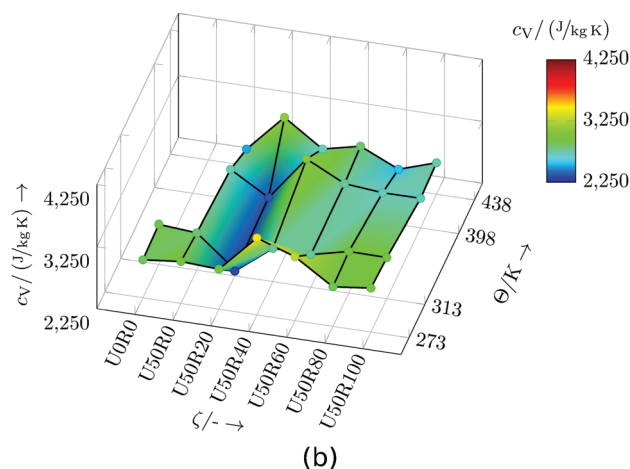 c_V/ (J/kg K)
4,250
3,250
2,250
c_V/ (J/kg K) →
4,250
3,250
2,250
438
398
313
273
Θ/K →
U0R0
U50R0
U50R20
U50R40
U50R60
U50R80
U50R100
ζ/- →
(b)